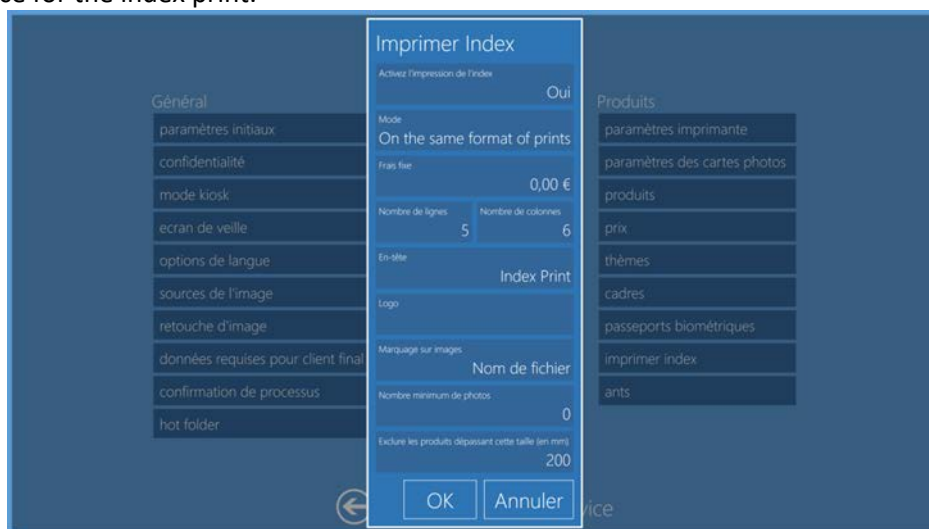 se for the index print.
Imprimer Index
Activez l'impression de l'index
Oui
Mode
On the same format of prints
Frais fixe
0,00 €
Nombre de lignes
5
Nombre de colonnes
6
En-tête
Index Print
Logo
Marquage sur images
Nom de fichier
Nombre minimum de photos
0
Exclure les produits dépassant cette taille (en mm)
200
OK
Annuler
Général
paramètres initiaux
confidentialité
mode kiosk
ecran de veille
options de langue
sources de l'image
retouche d'image
données requises pour client final
confirmation de processus
hot folder
Produits
paramètres imprimante
paramètres des cartes photos
produits
prix
thèmes
cadres
passeports biométriques
imprimer index
ants
vice